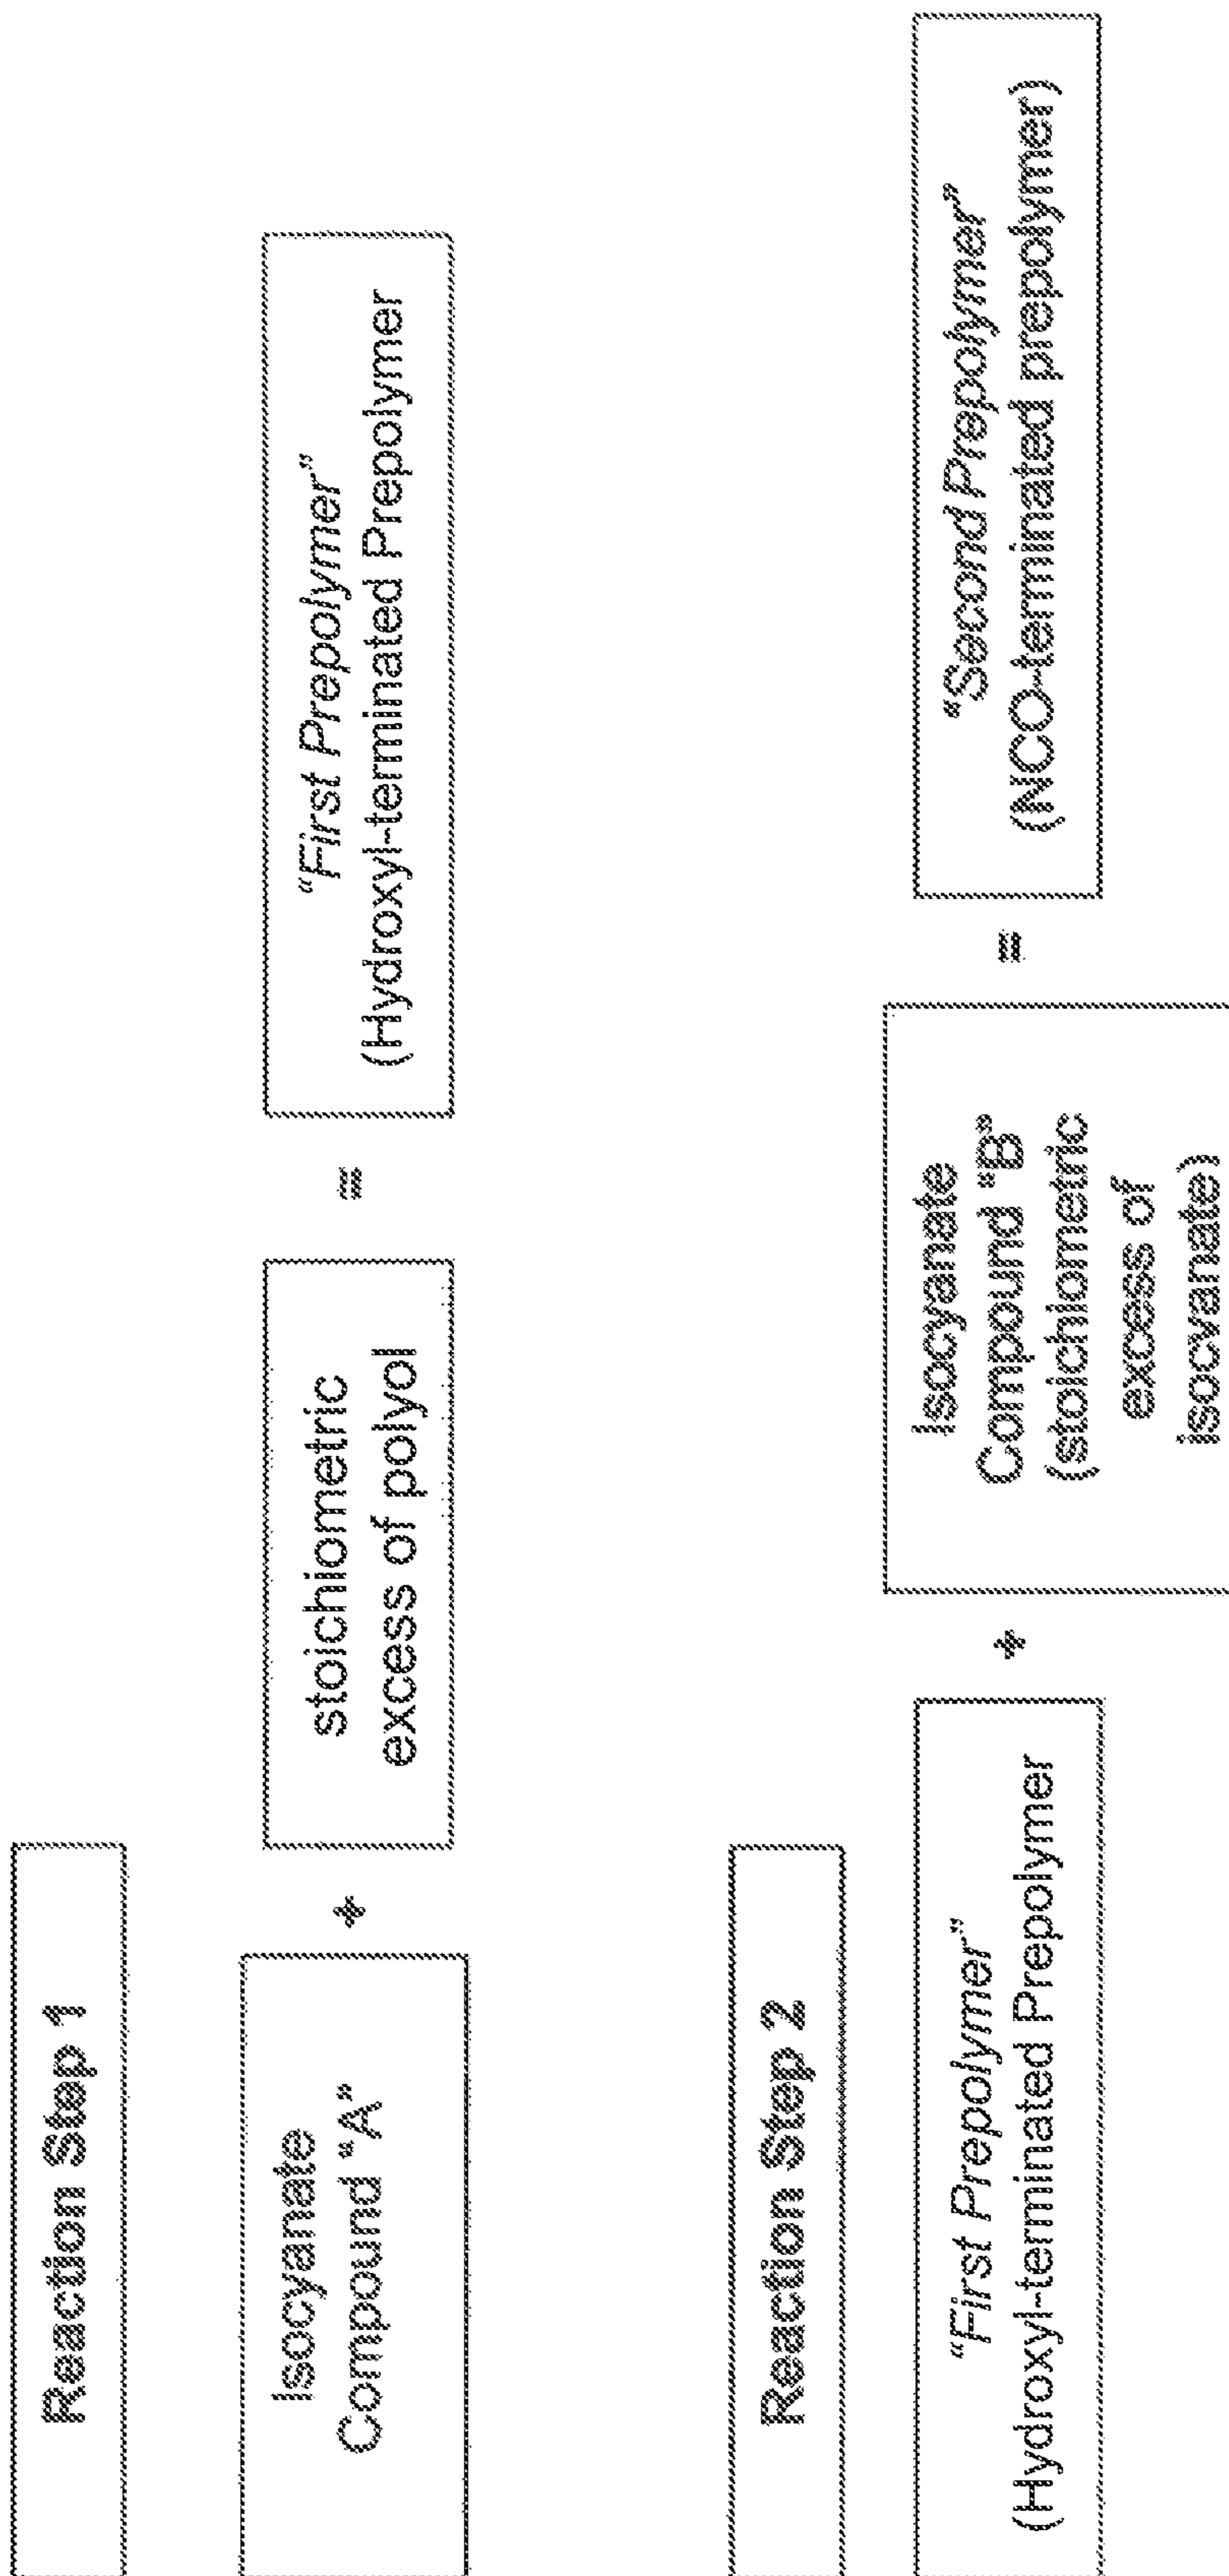 Reaction Step 1
Isocyanate
Compound "A"
+
stoichiometric
excess of polyol
=
"First Prepolymer"
(Hydroxyl-terminated Prepolymer
Reaction Step 2
"First Prepolymer"
(Hydroxyl-terminated Prepolymer
+
Isocyanate
Compound "B"
(stoichiometric
excess of
isocyanate)
=
"Second Prepolymer"
(NCO-terminated prepolymer)